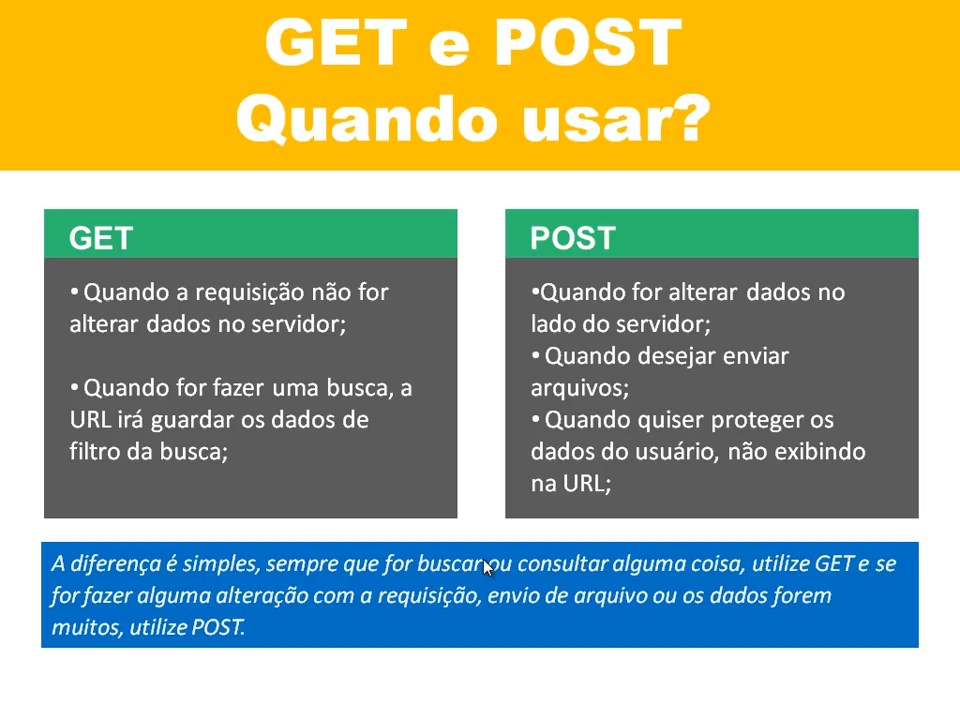 GET e POST
Quando usar?
GET
• Quando a requisição não for
alterar dados no servidor;
• Quando for fazer uma busca, a
URL irá guardar os dados de
filtro da busca;
POST
•Quando for alterar dados no
lado do servidor;
• Quando desejar enviar
arquivos;
• Quando quiser proteger os
dados do usuário, não exibindo
na URL;
A diferença é simples, sempre que for buscar ou consultar alguma coisa, utilize GET e se
for fazer alguma alteração com a requisição, envio de arquivo ou os dados forem
muitos, utilize POST.